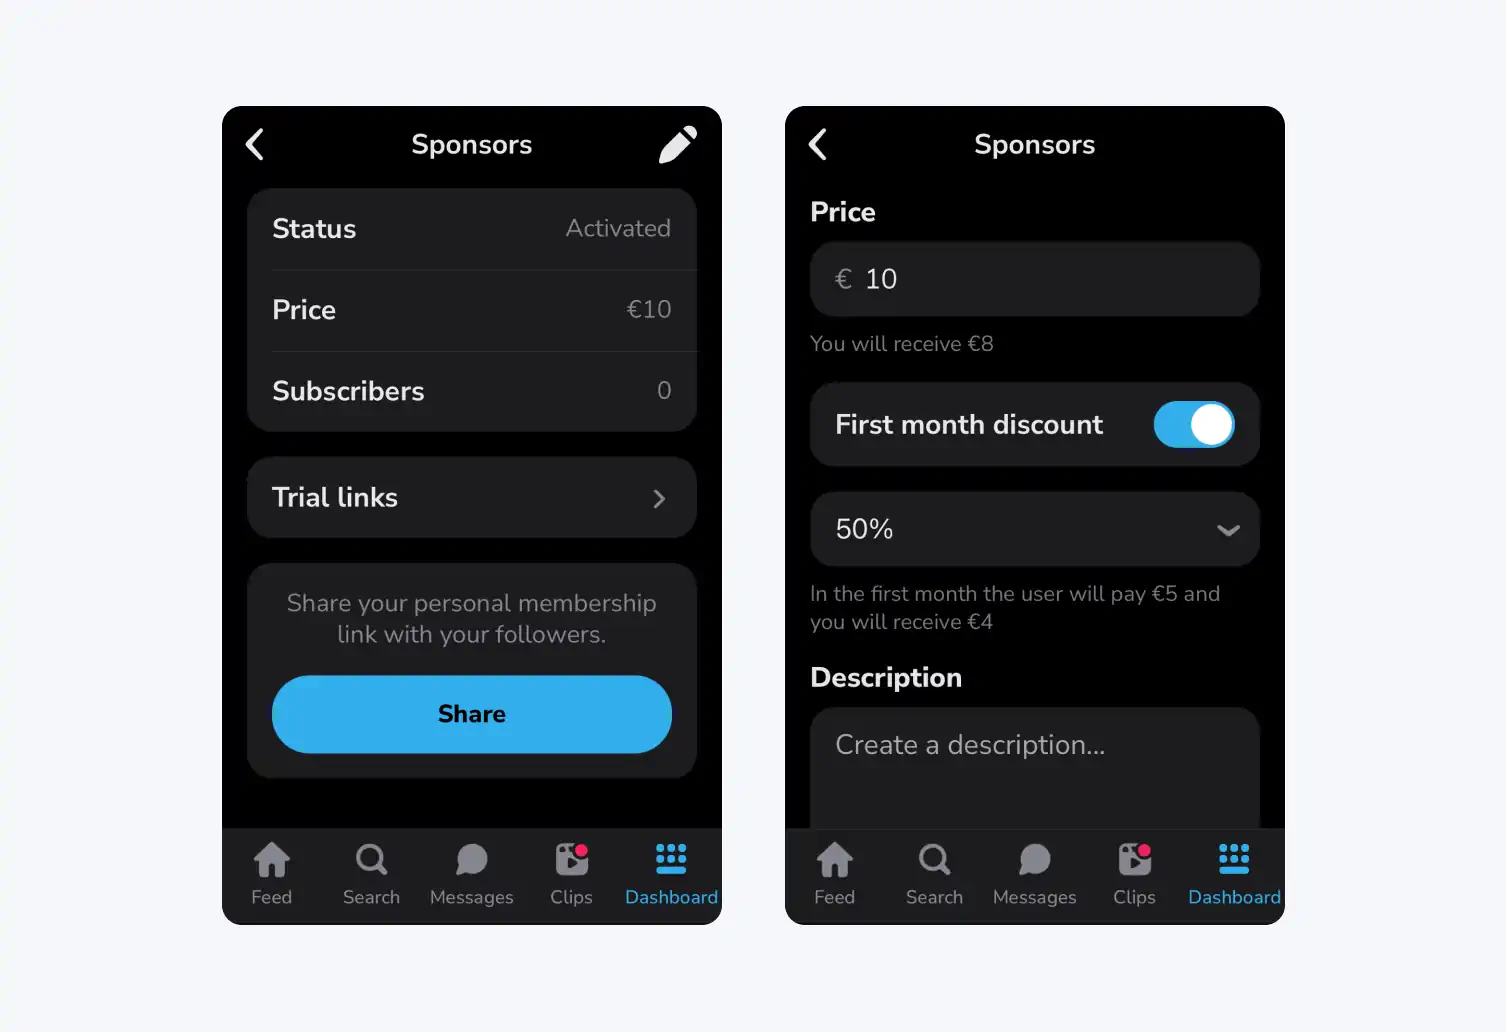 Sponsors
Status Activated
Price €10
Subscribers 0
Trial links
Share your personal membership
link with your followers.
Share
Feed Search Messages Clips Dashboard
Sponsors
Price
€ 10
You will receive €8
First month discount
50%
In the first month the user will pay €5 and
you will receive €4
Description
Create a description...
Feed Search Messages Clips Dashboard